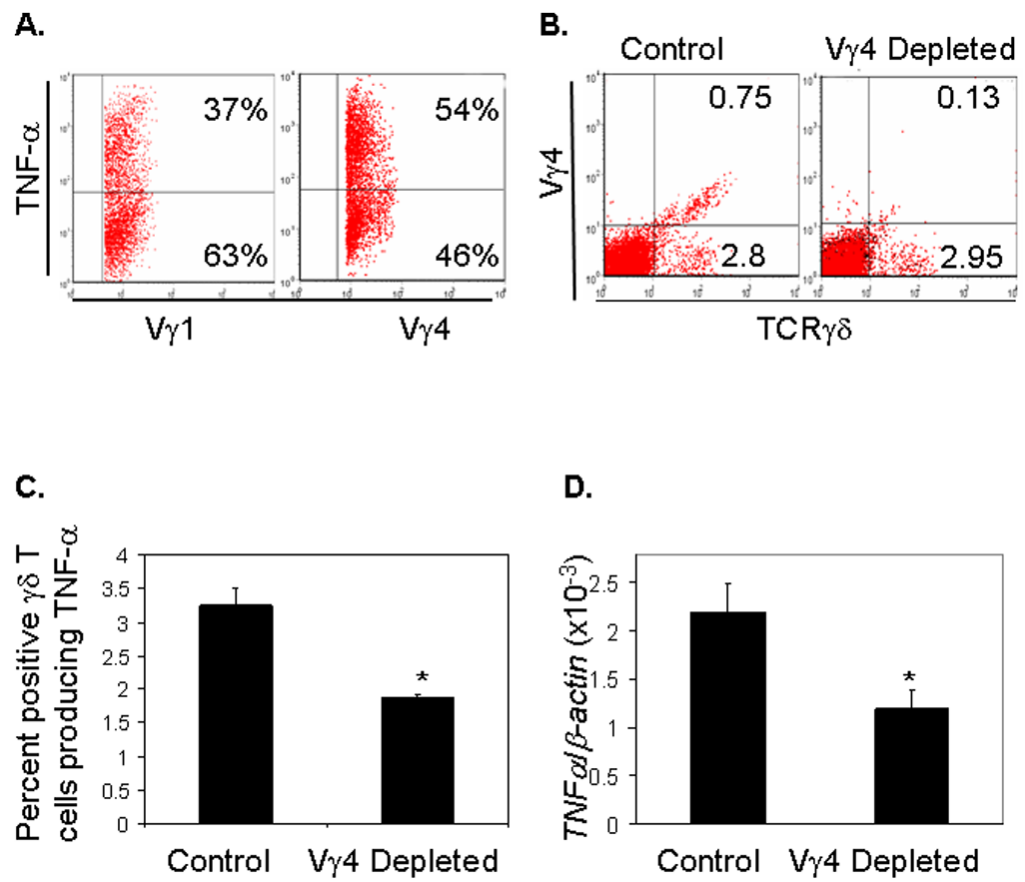 A.
TNF-α
37%
63%
54%
46%
Vγ1
Vγ4
B.
Control
Vγ4 Depleted
Vγ4
0.75
2.8
0.13
2.95
TCRγδ
C.
Percent positive γδ T
cells producing TNF-α
4
3.5
3
2.5
2
1.5
1
0.5
0
*
Control
Vγ4 Depleted
D.
TNFα/β-actin (x10⁻³)
2.5
2
1.5
1
0.5
0
*
Control
Vγ4 Depleted